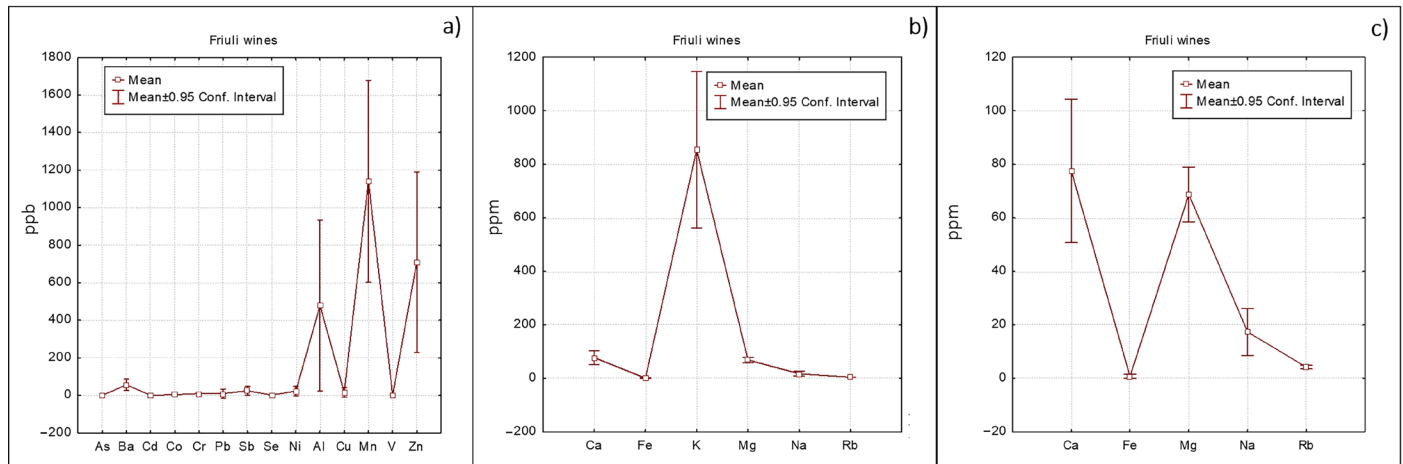 a)
Friuli wines
1800
1600
1400
1200
1000
800
600
400
200
0
−200
ppb
Mean
Mean±0.95 Conf. Interval
As Ba Cd Co Cr Pb Sb Se Ni Al Cu Mn V Zn
b)
Friuli wines
1200
1000
800
600
400
200
0
−200
ppm
Mean
Mean±0.95 Conf. Interval
Ca Fe K Mg Na Rb
c)
Friuli wines
120
100
80
60
40
20
0
−20
ppm
Mean
Mean±0.95 Conf. Interval
Ca Fe Mg Na Rb